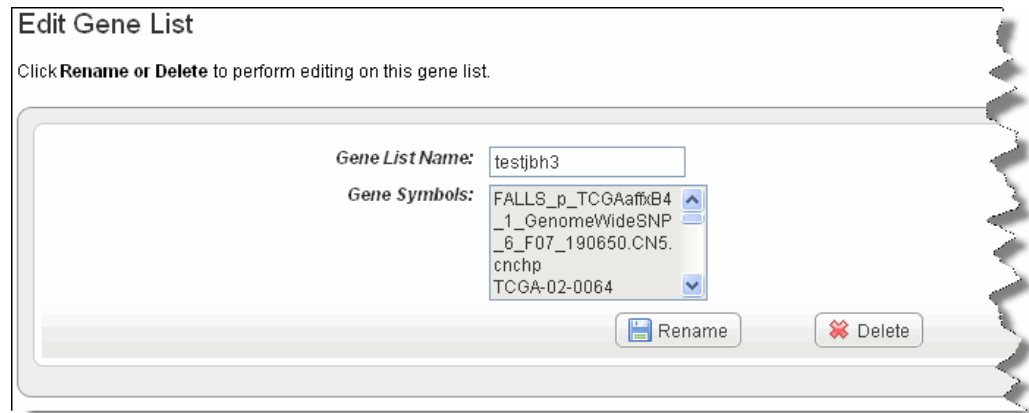 Edit Gene List
Click Rename or Delete to perform editing on this gene list.
Gene List Name: testjbh3
Gene Symbols: FALLS_p_TCGAaffxB4
_1_GenomeWideSNP
_6_F07_190650.CN5.
cnchp
TCGA-02-0064
Rename Delete